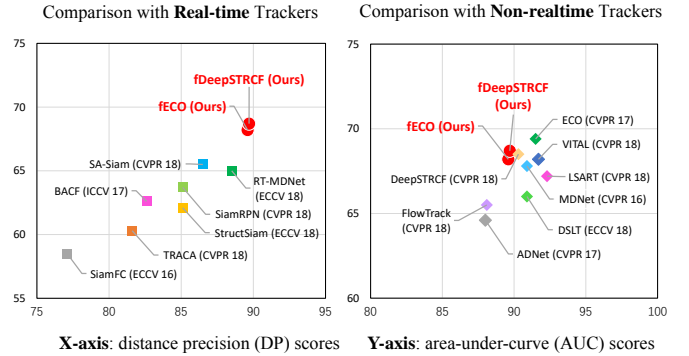 Comparison with Real-time Trackers
75
70
65
60
55
75
80
85
90
95
fDeepSTRCF (Ours)
fECO (Ours)
SA-Siam (CVPR 18)
RT-MDNet
(ECCV 18)
BACF (ICCV 17)
SiamRPN (CVPR 18)
StructSiam (ECCV 18)
TRACA (CVPR 18)
SiamFC (ECCV 16)
Comparison with Non-realtime Trackers
75
70
65
60
80
85
90
95
100
fDeepSTRCF
(Ours)
fECO (Ours)
ECO (CVPR 17)
VITAL (CVPR 18)
DeepSTRCF (CVPR 18)
LSART (CVPR 18)
MDNet (CVPR 16)
FlowTrack
(CVPR 18)
DSLT (ECCV 18)
ADNet (CVPR 17)
X-axis: distance precision (DP) scores
Y-axis: area-under-curve (AUC) scores